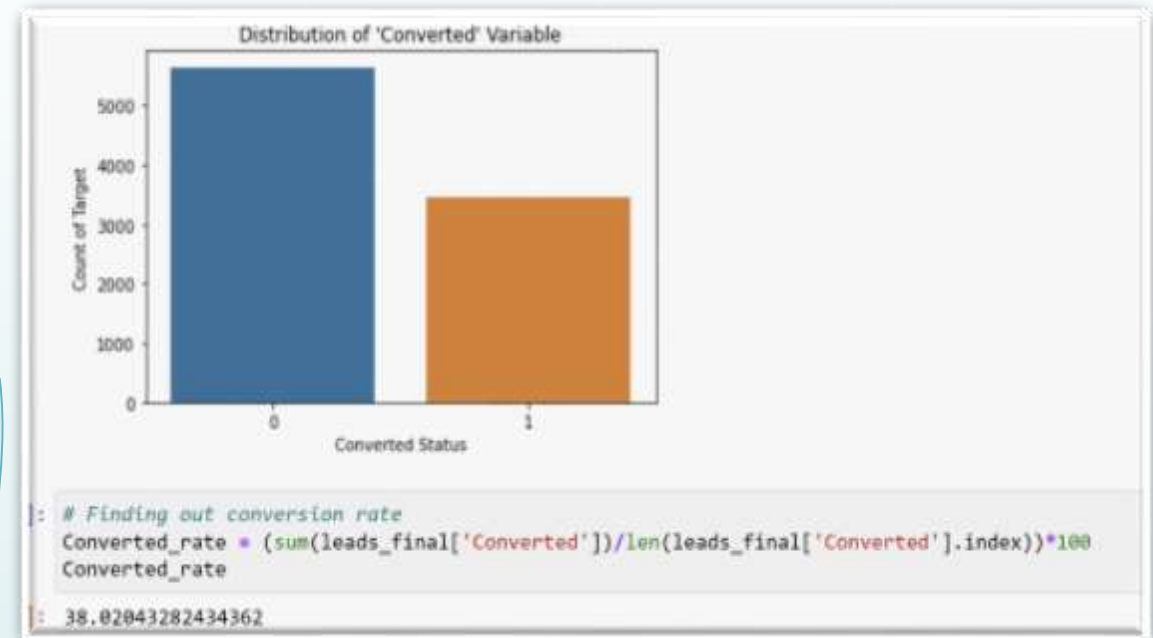 Distribution of 'Converted' Variable
5000
4000
3000
2000
1000
0
Count of Target
0 1
Converted Status
]: # Finding out conversion rate
Converted_rate = (sum(leads_final['Converted'])/len(leads_final['Converted'].index))*100
Converted_rate
]: 38.02043282434362